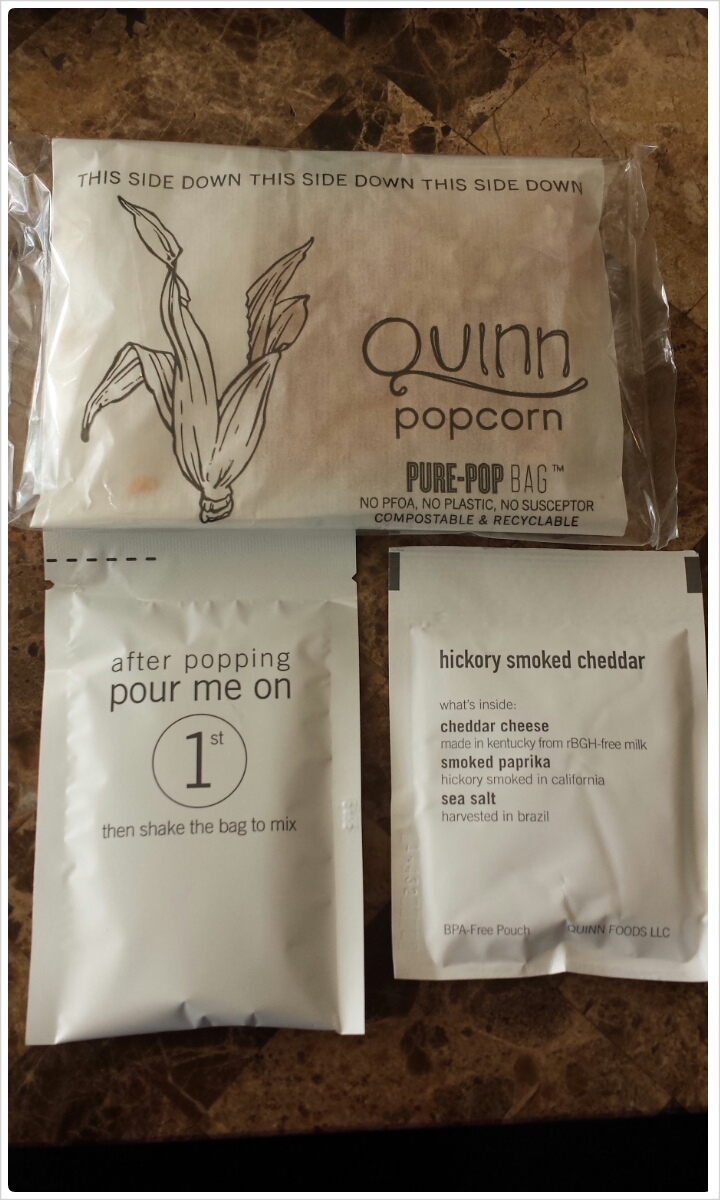 THIS SIDE DOWN THIS SIDE DOWN THIS SIDE DOWN
Quinn
popcorn
PURE-POP BAG™
NO PFOA, NO PLASTIC, NO SUSCEPTOR
COMPOSTABLE & RECYCLABLE
after popping
pour me on
1st
then shake the bag to mix
hickory smoked cheddar
what's inside:
cheddar cheese
made in kentucky from rBGH-free milk
smoked paprika
hickory smoked in california
sea salt
harvested in brazil
BPA-Free Pouch QUINN FOODS LLC